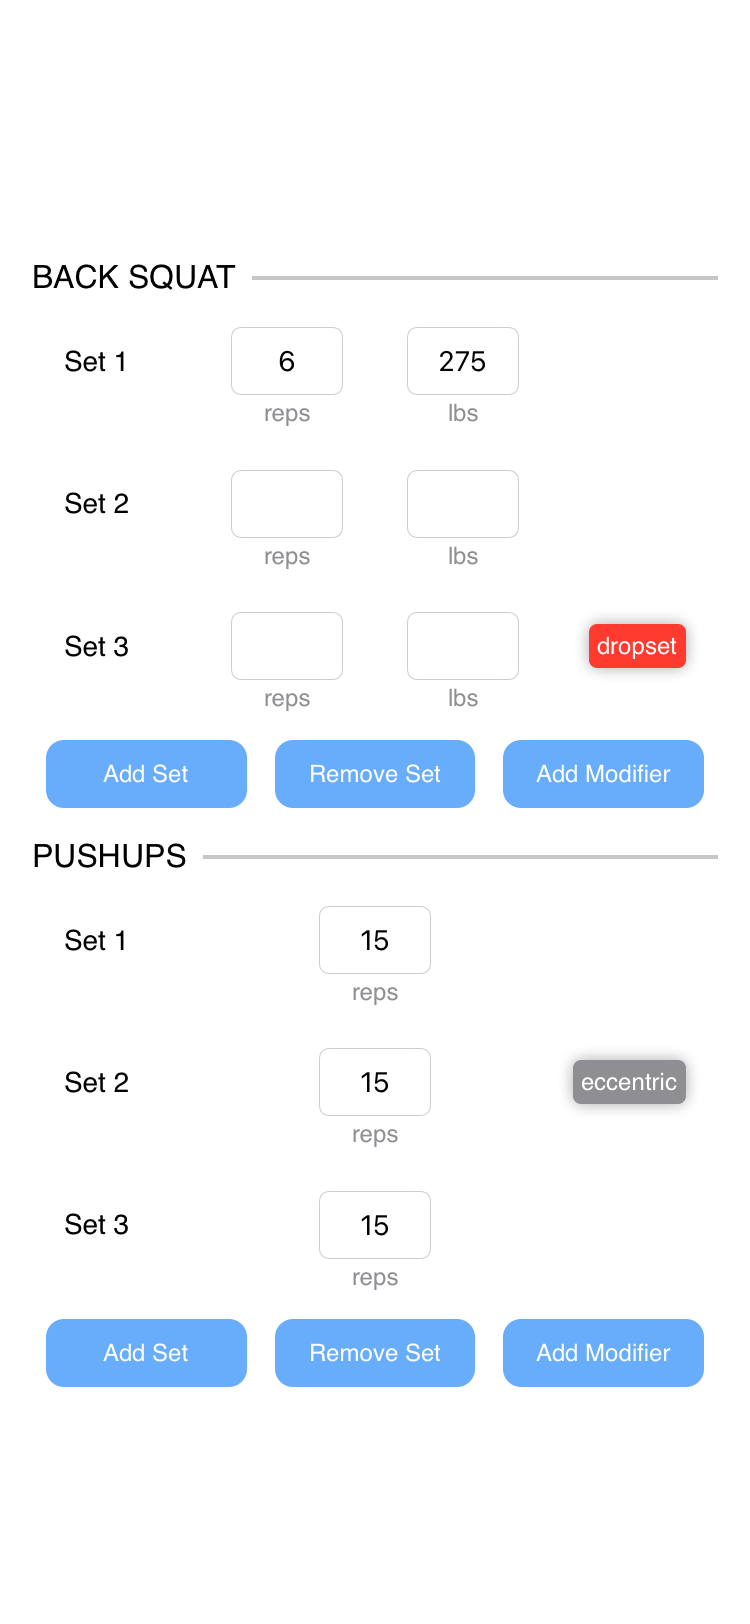 BACK SQUAT
Set 1 6 275
reps lbs
Set 2
reps lbs
Set 3 dropset
reps lbs
Add Set Remove Set Add Modifier
PUSHUPS
Set 1 15
reps
Set 2 15 eccentric
reps
Set 3 15
reps
Add Set Remove Set Add Modifier